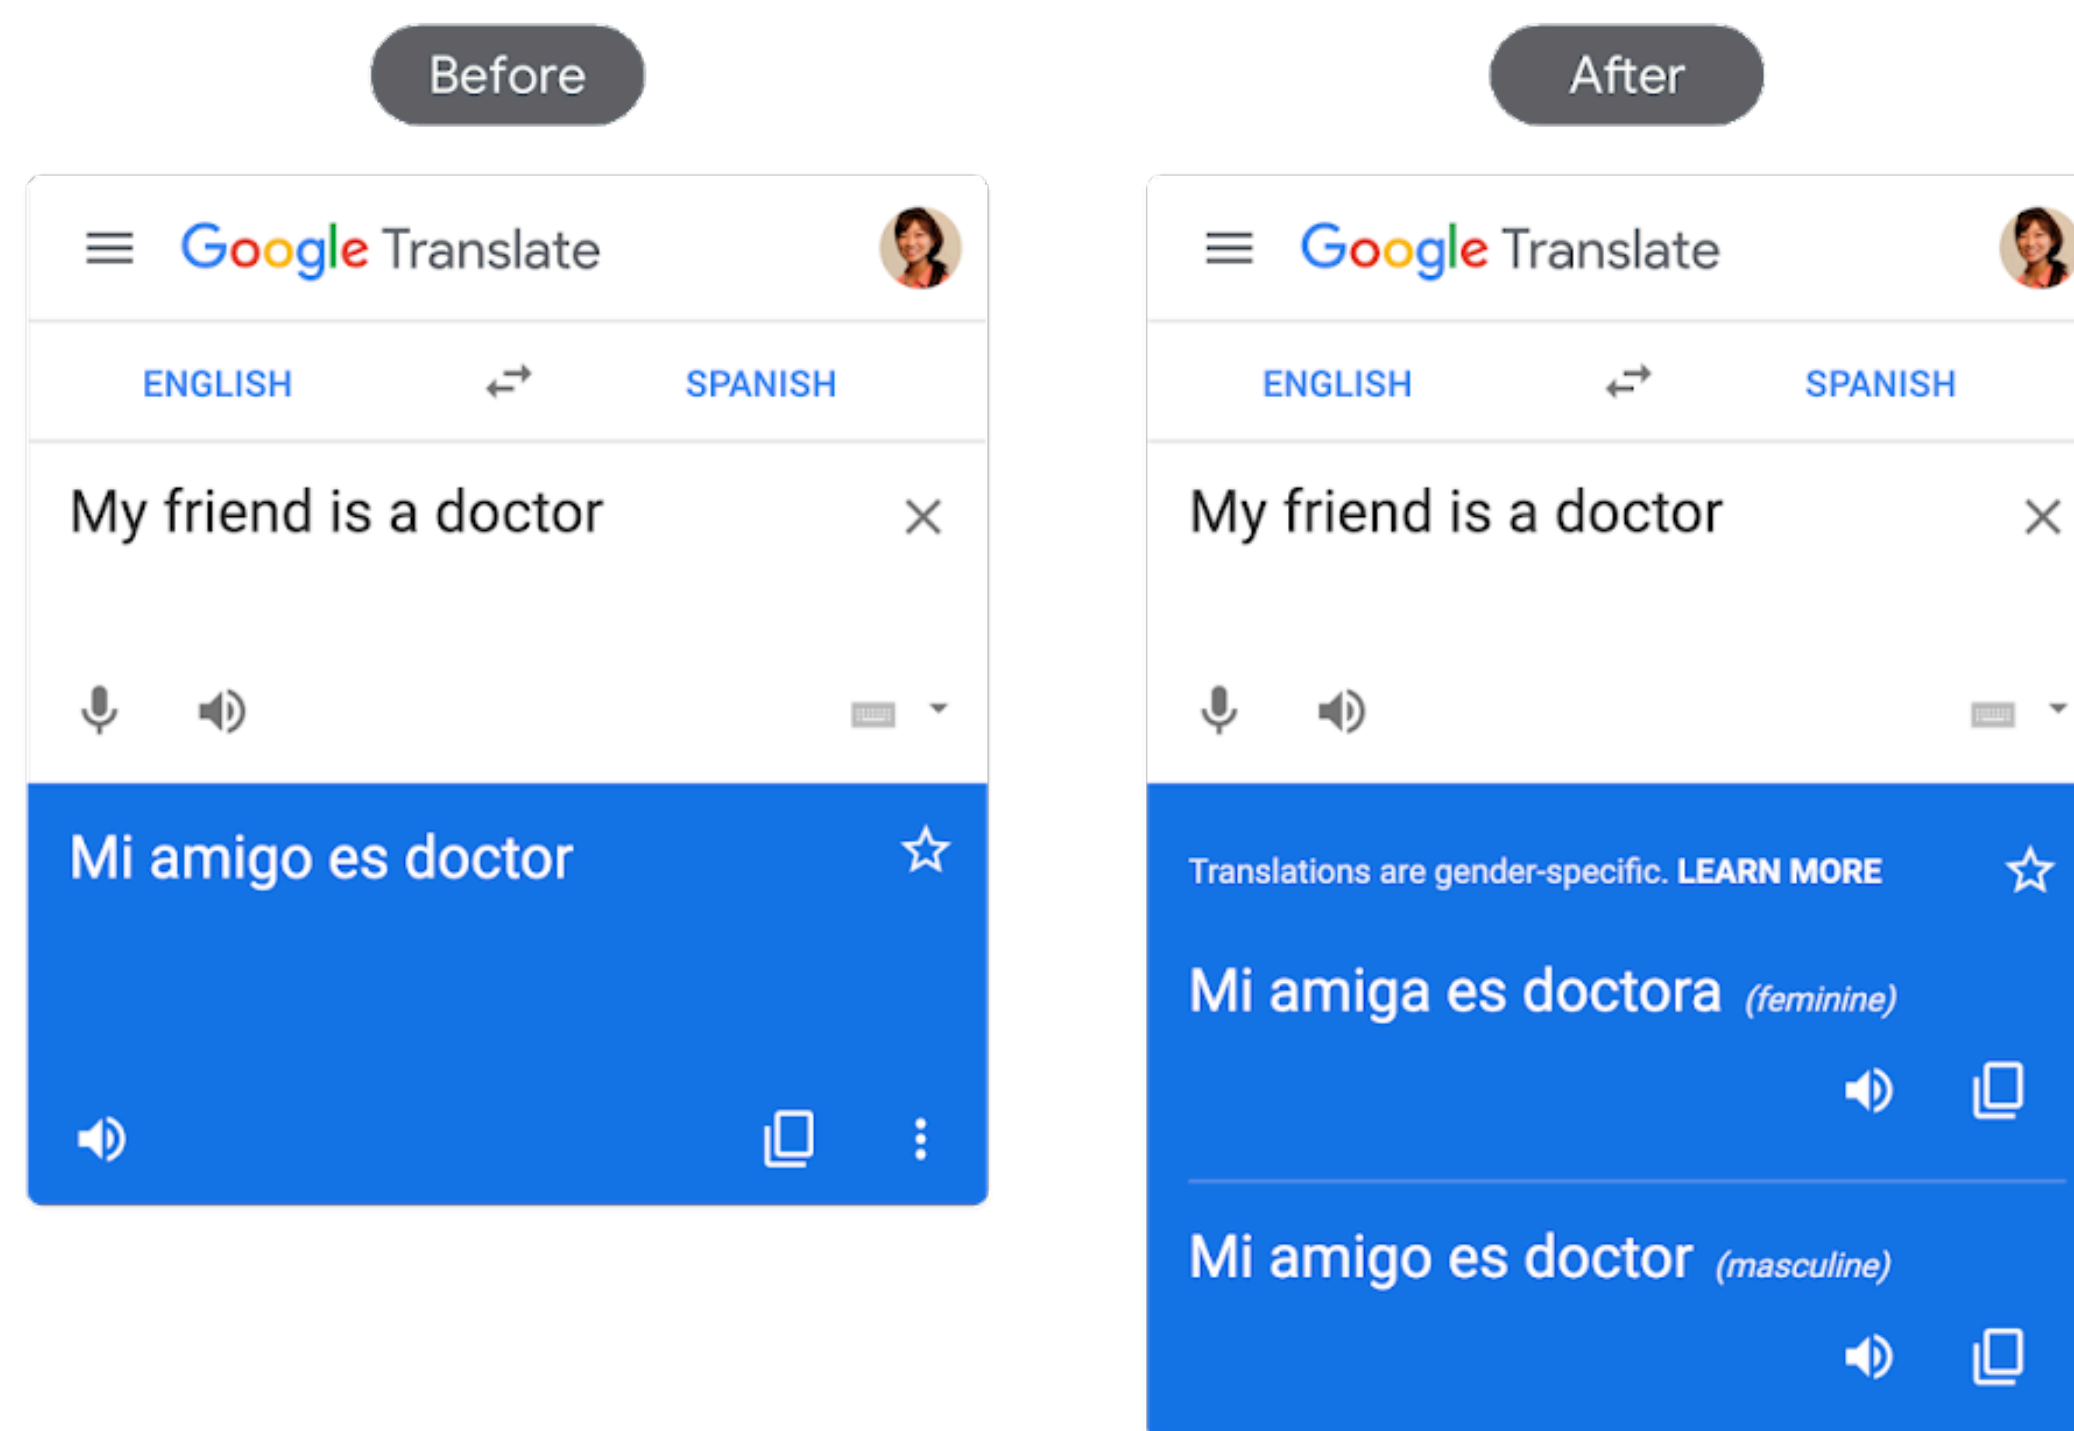 Before
Google Translate
ENGLISH SPANISH
My friend is a doctor
Mi amigo es doctor
After
Google Translate
ENGLISH SPANISH
My friend is a doctor
Translations are gender-specific. LEARN MORE
Mi amiga es doctora (feminine)
Mi amigo es doctor (masculine)